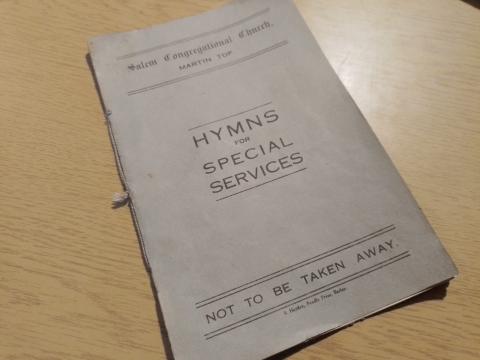 Salem Congregational Church,
MARTIN TOP
HYMNS
FOR
SPECIAL
SERVICES
NOT TO BE TAKEN AWAY.